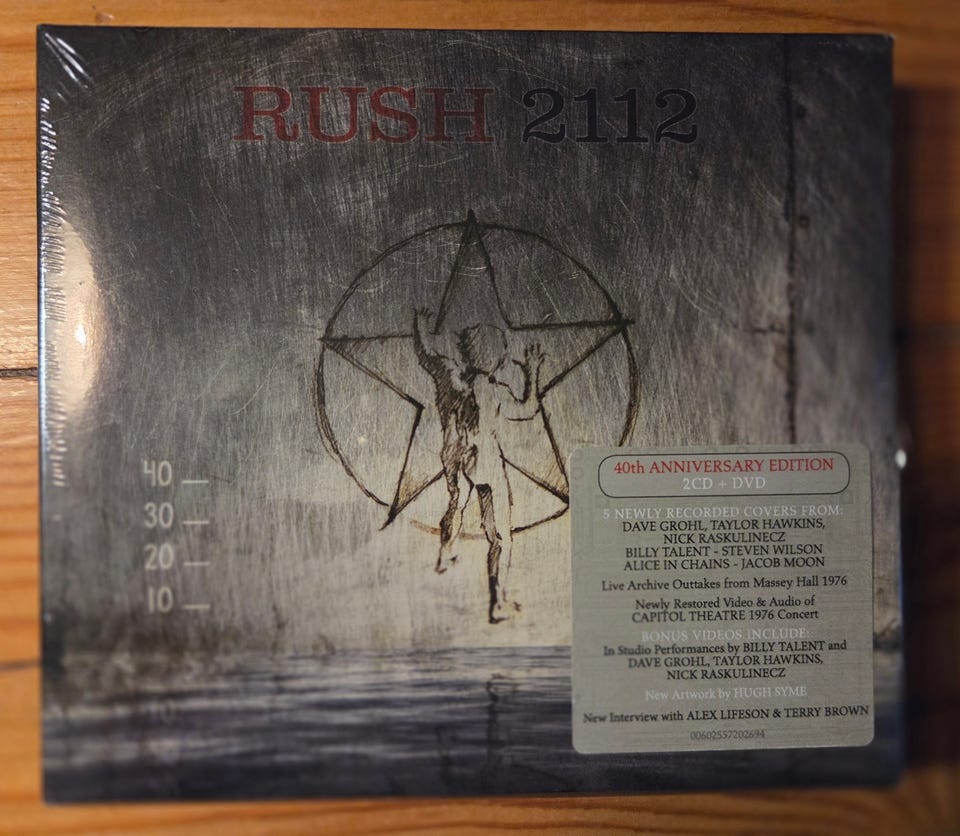 RUSH 2112
40
30
20
10
40th ANNIVERSARY EDITION
2CD + DVD
5 NEWLY RECORDED COVERS FROM:
DAVE GROHL, TAYLOR HAWKINS,
NICK RASKULINECZ
BILLY TALENT - STEVEN WILSON
ALICE IN CHAINS - JACOB MOON
Live Archive Outtakes from Massey Hall 1976
Newly Restored Video & Audio of
CAPITOL THEATRE 1976 Concert
BONUS VIDEOS INCLUDE:
In Studio Performances by BILLY TALENT and
DAVE GROHL, TAYLOR HAWKINS,
NICK RASKULINECZ
New Artwork by HUGH SYME
New Interview with ALEX LIFESON & TERRY BROWN
00602557202694